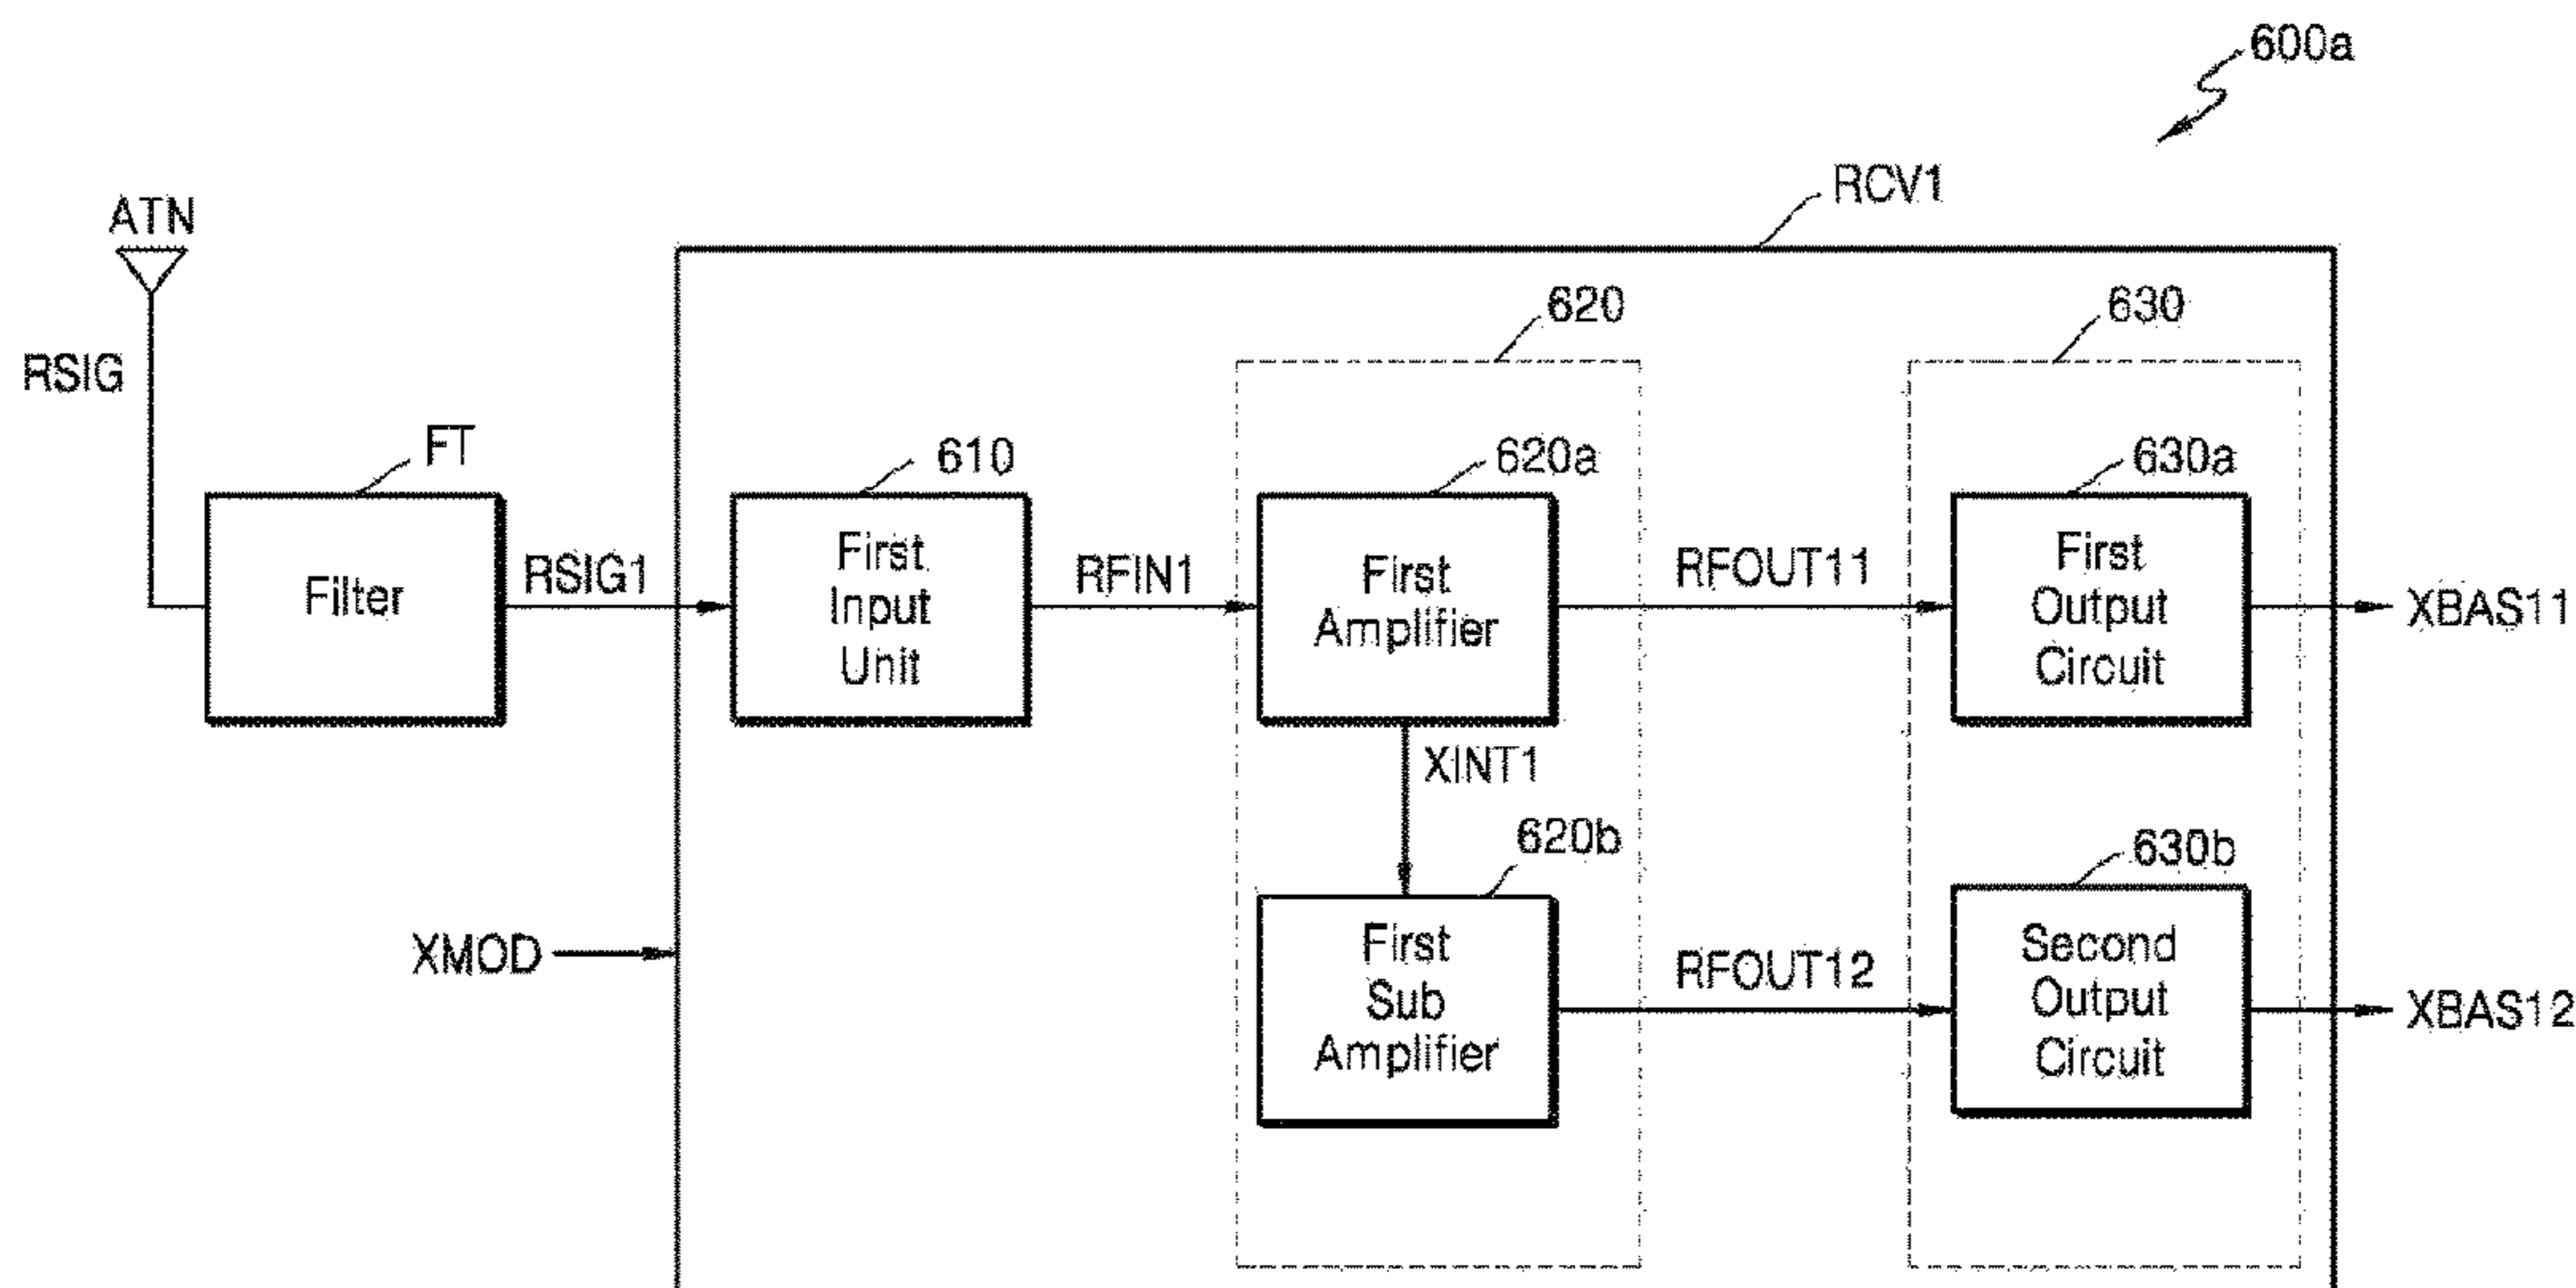 600a
RCV1
ATN
RSIG
620
630
FT
610
620a
630a
Filter
RSIG1
First
Input
Unit
RFIN1
First
Amplifier
RFOUT11
First
Output
Circuit
XBAS11
XINT1
620b
630b
XMOD
First
Sub
Amplifier
RFOUT12
Second
Output
Circuit
XBAS12